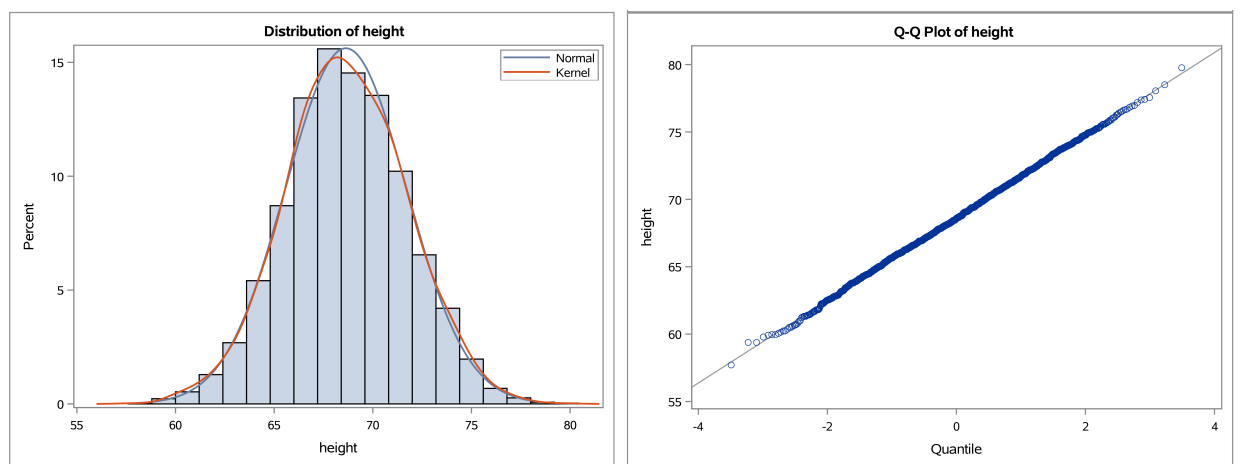 Distribution of height
Normal
Kernel
15
10
5
0
Percent
55 60 65 70 75 80
height
Q-Q Plot of height
80
75
70
65
60
55
height
-4 -2 0 2 4
Quantile